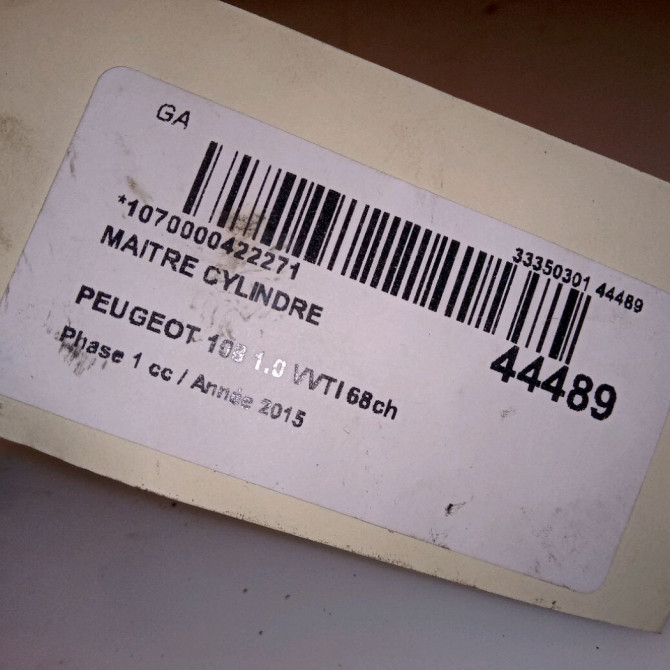 GA
*1070000422271
33350301 44489
MAITRE CYLINDRE
44489
PEUGEOT 108 1.0 VVTI 68ch
Phase 1 cc / Année 2015